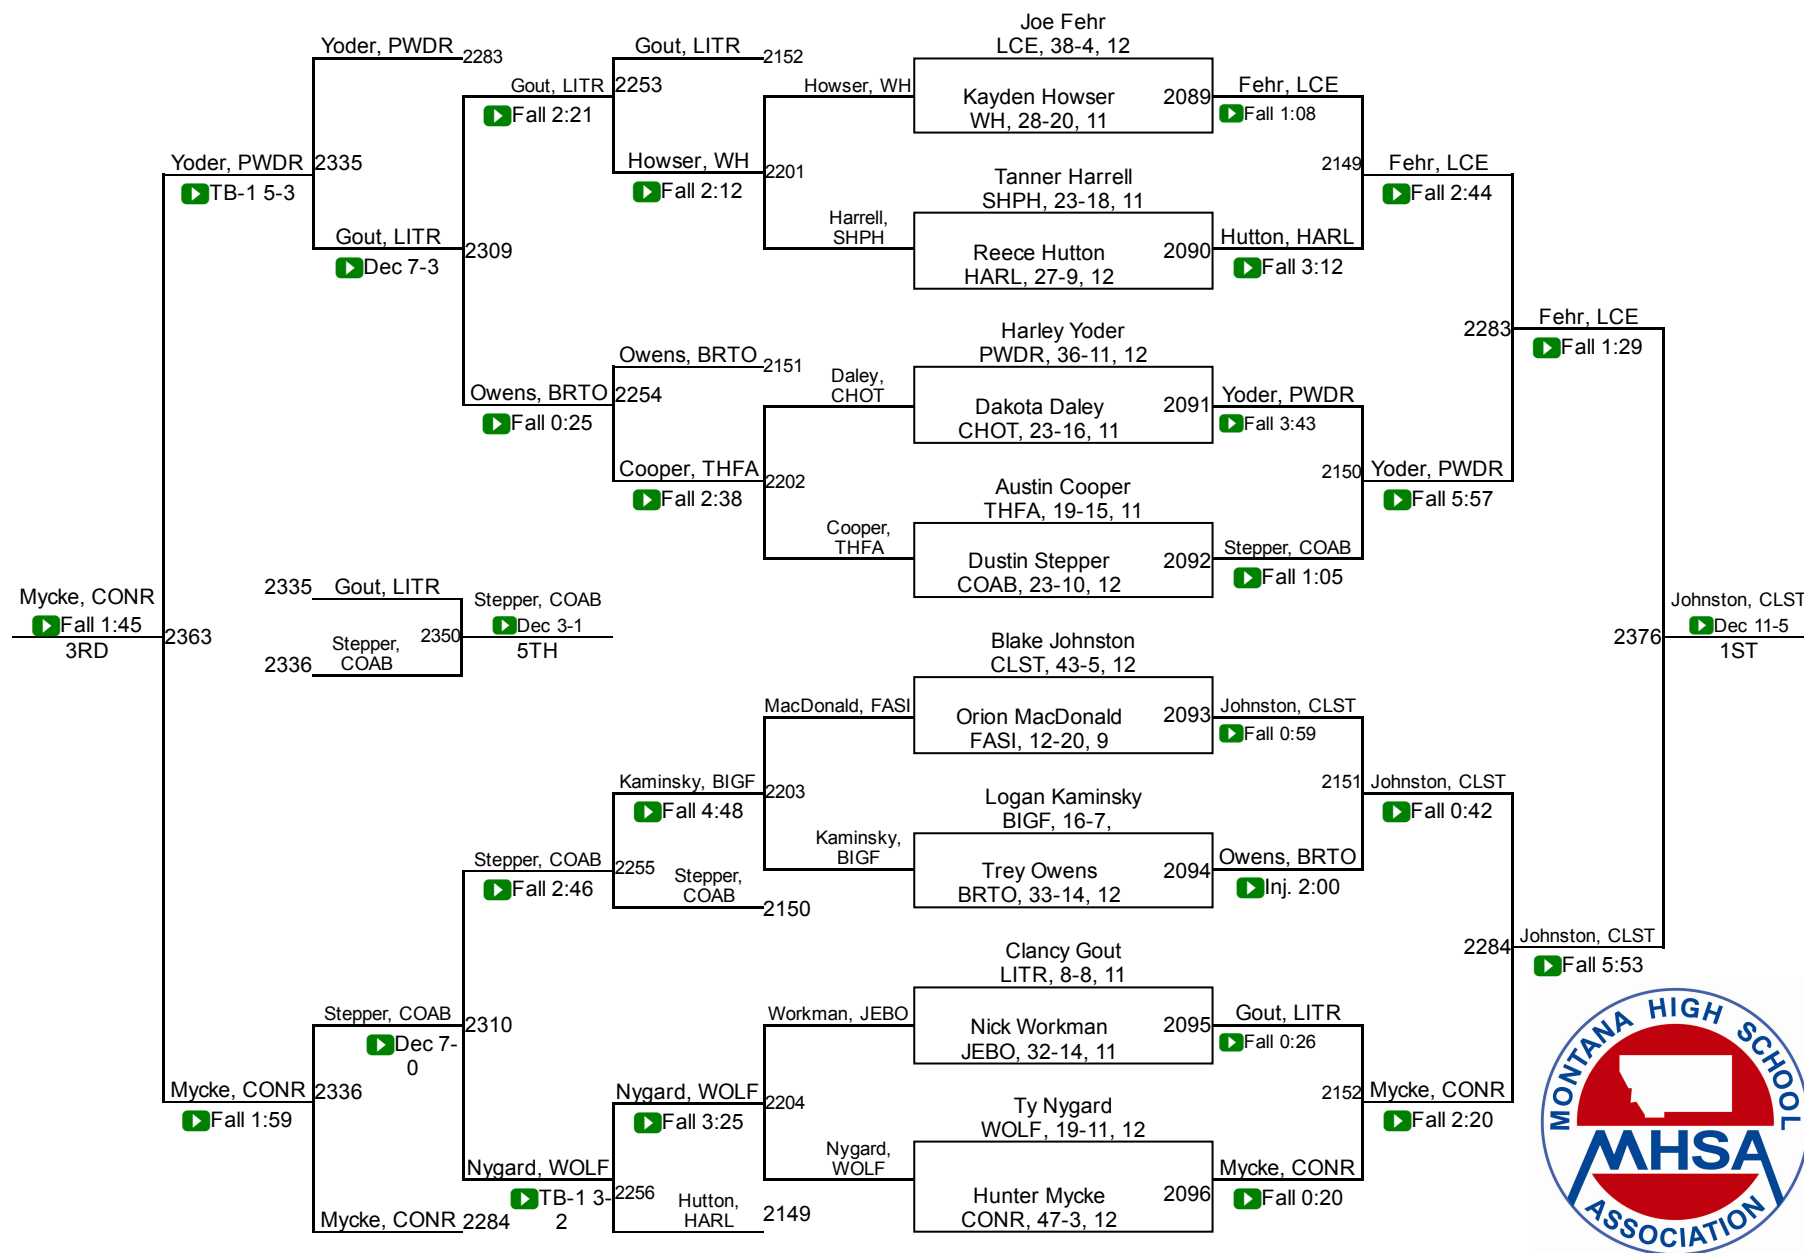 Joe Fehr
LCE, 38-4, 12
Yoder, PWDR
2283
Gout, LITR
2152
Gout, LITR
2253
Fall 2:21
Howser, WH
Kayden Howser
WH, 28-20, 11
2089
Fehr, LCE
Fall 1:08
Yoder, PWDR
2335
TB-1 5-3
Howser, WH
2201
Fall 2:12
Tanner Harrell
SHPH, 23-18, 11
2149
Fehr, LCE
Fall 2:44
Gout, LITR
2309
Dec 7-3
Harrell,
SHPH
Reece Hutton
HARL, 27-9, 12
2090
Hutton, HARL
Fall 3:12
Harley Yoder
PWDR, 36-11, 12
2283
Fehr, LCE
Fall 1:29
Owens, BRTO
2151
Owens, BRTO
2254
Fall 0:25
Daley,
CHOT
Dakota Daley
CHOT, 23-16, 11
2091
Yoder, PWDR
Fall 3:43
Cooper, THFA
2202
Fall 2:38
Austin Cooper
THFA, 19-15, 11
2150
Yoder, PWDR
Fall 5:57
Cooper,
THFA
Dustin Stepper
COAB, 23-10, 12
2092
Stepper, COAB
Fall 1:05
Mycke, CONR
Fall 1:45
3RD
2363
2335
Gout, LITR
Stepper,
COAB
2336
2350
Stepper, COAB
Dec 3-1
5TH
2376
Johnston, CLST
Dec 11-5
1ST
Blake Johnston
CLST, 43-5, 12
MacDonald, FASI
Orion MacDonald
FASI, 12-20, 9
2093
Johnston, CLST
Fall 0:59
Kaminsky, BIGF
2203
Fall 4:48
Logan Kaminsky
BIGF, 16-7,
2151
Johnston, CLST
Fall 0:42
Stepper, COAB
2255
Fall 2:46
Stepper,
COAB
2150
Kaminsky,
BIGF
Trey Owens
BRTO, 33-14, 12
2094
Owens, BRTO
Inj. 2:00
Clancy Gout
LITR, 8-8, 11
2284
Johnston, CLST
Fall 5:53
Stepper, COAB
2310
Dec 7-
0
Workman, JEBO
Nick Workman
JEBO, 32-14, 11
2095
Gout, LITR
Fall 0:26
Mycke, CONR
2336
Fall 1:59
Nygard, WOLF
2204
Fall 3:25
Ty Nygard
WOLF, 19-11, 12
2152
Mycke, CONR
Fall 2:20
Nygard, WOLF
2256
TB-1 3-
2
Nygard,
WOLF
Hunter Mycke
CONR, 47-3, 12
2096
Mycke, CONR
Fall 0:20
Mycke, CONR
2284
Hutton,
HARL
2149
MONTANA HIGH SCHOOL
MHSA
ASSOCIATION